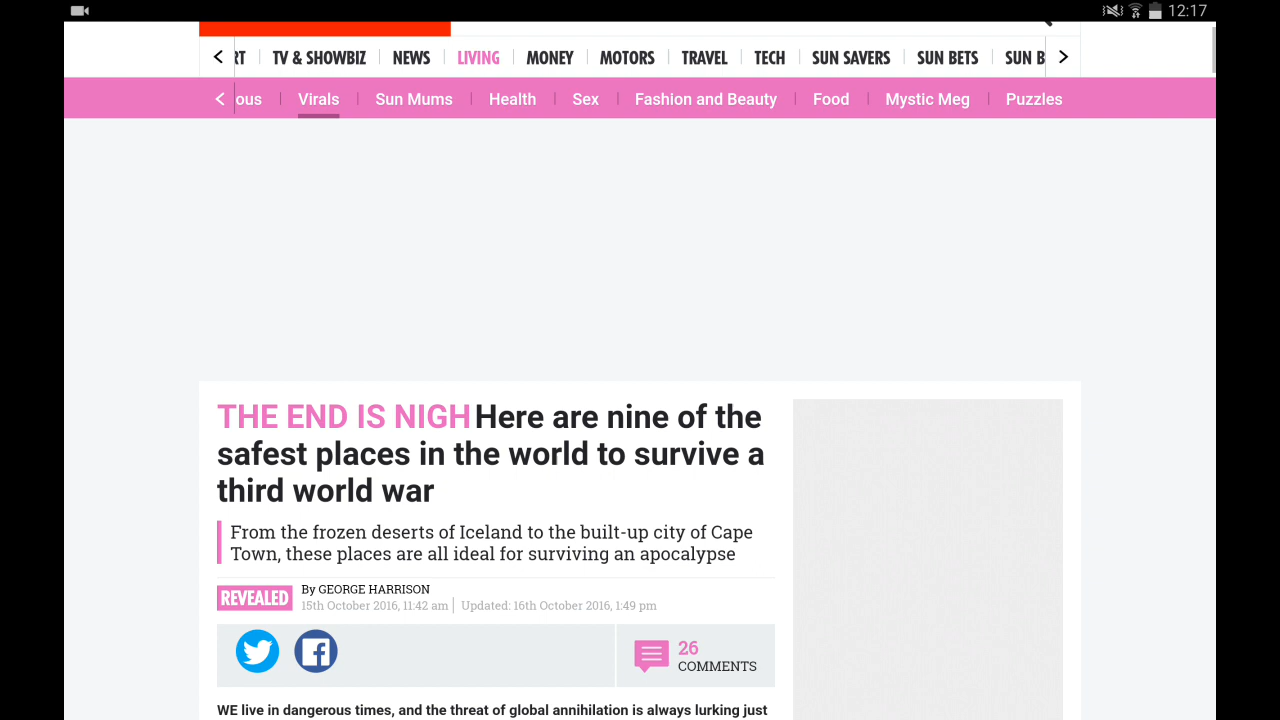 12:17
RT TV & SHOWBIZ NEWS LIVING MONEY MOTORS TRAVEL TECH SUN SAVERS SUN BETS SUN B
ous Virals Sun Mums Health Sex Fashion and Beauty Food Mystic Meg Puzzles
THE END IS NIGH Here are nine of the
safest places in the world to survive a
third world war
From the frozen deserts of Iceland to the built-up city of Cape
Town, these places are all ideal for surviving an apocalypse
REVEALED
By GEORGE HARRISON
15th October 2016, 11:42 am Updated: 16th October 2016, 1:49 pm
26
COMMENTS
WE live in dangerous times, and the threat of global annihilation is always lurking just